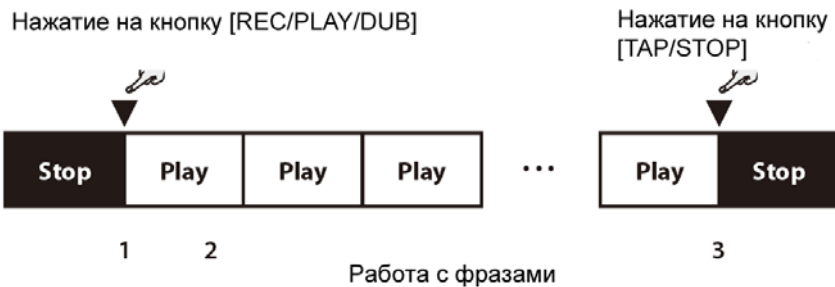 Нажатие на кнопку [REC/PLAY/DUB]
Нажатие на кнопку
[TAP/STOP]
Stop Play Play Play ... Play Stop
1 2 3
Работа с фразами